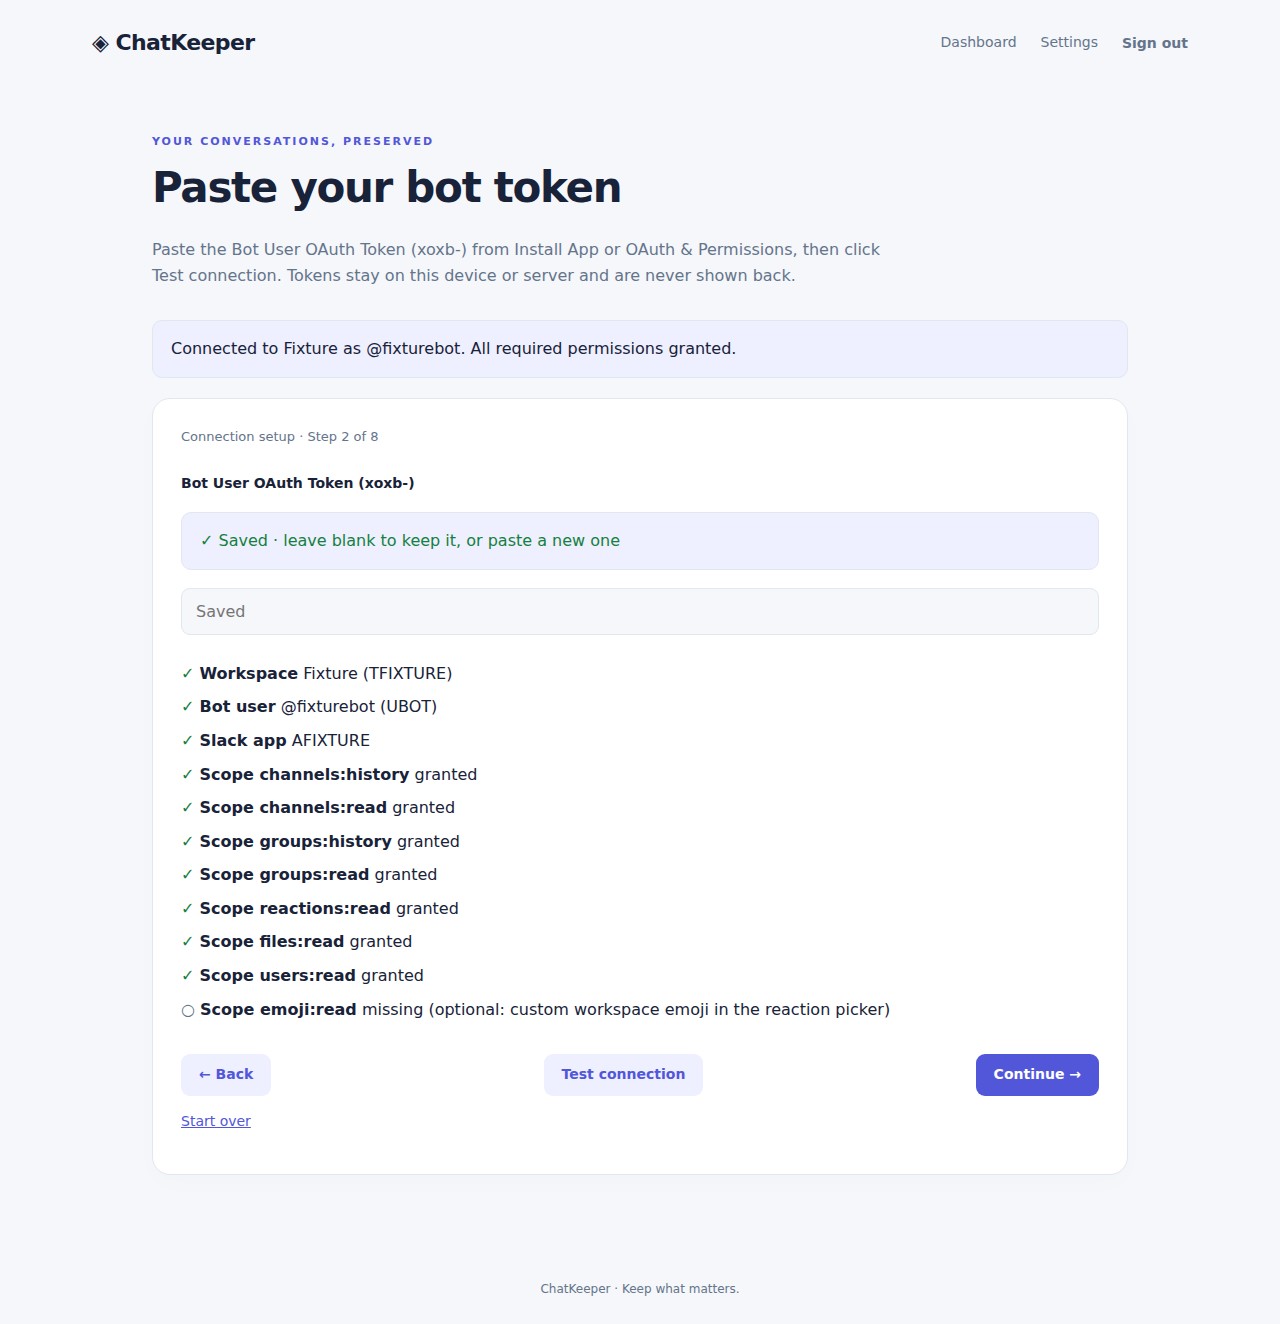 ◈ ChatKeeper
Dashboard Settings Sign out
YOUR CONVERSATIONS, PRESERVED
Paste your bot token
Paste the Bot User OAuth Token (xoxb-) from Install App or OAuth & Permissions, then click
Test connection. Tokens stay on this device or server and are never shown back.
Connected to Fixture as @fixturebot. All required permissions granted.
Connection setup · Step 2 of 8
Bot User OAuth Token (xoxb-)
✓ Saved · leave blank to keep it, or paste a new one
Saved
✓ Workspace Fixture (TFIXTURE)
✓ Bot user @fixturebot (UBOT)
✓ Slack app AFIXTURE
✓ Scope channels:history granted
✓ Scope channels:read granted
✓ Scope groups:history granted
✓ Scope groups:read granted
✓ Scope reactions:read granted
✓ Scope files:read granted
✓ Scope users:read granted
○ Scope emoji:read missing (optional: custom workspace emoji in the reaction picker)
← Back
Test connection
Continue →
Start over
ChatKeeper · Keep what matters.